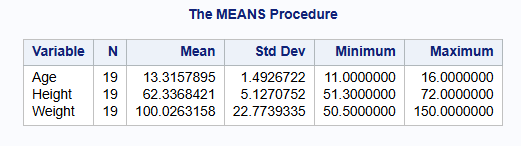 The MEANS Procedure
Variable N Mean Std Dev Minimum Maximum
Age 19 13.3157895 1.4926722 11.0000000 16.0000000
Height 19 62.3368421 5.1270752 51.3000000 72.0000000
Weight 19 100.0263158 22.7739335 50.5000000 150.0000000